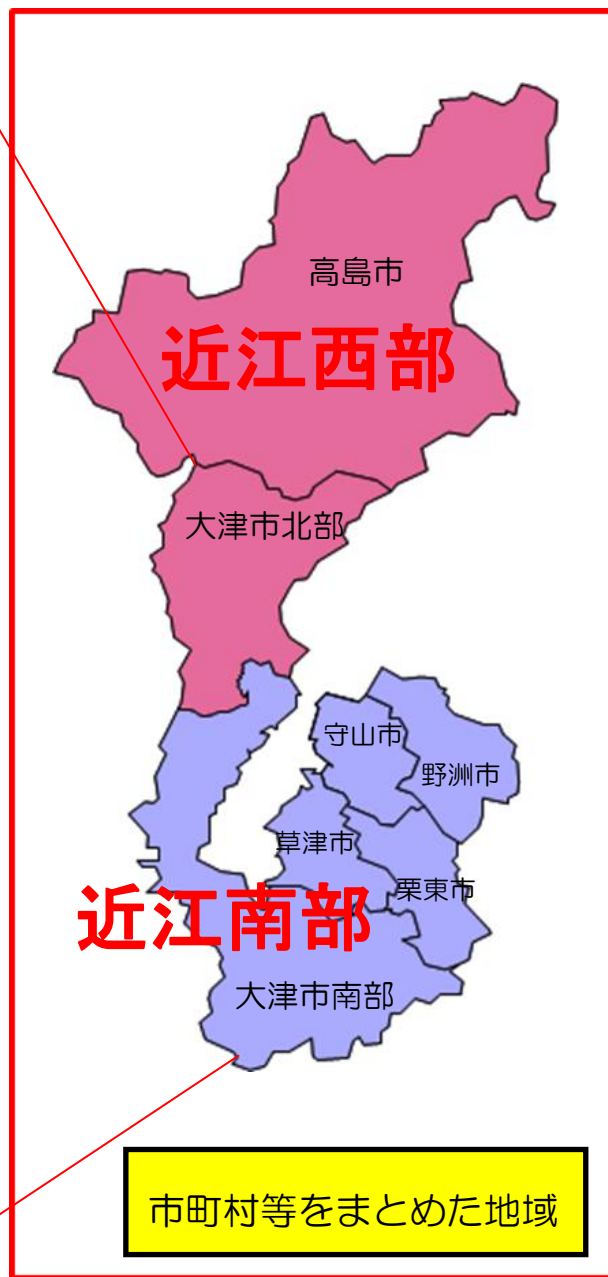 高島市
近江西部
大津市北部
守山市
野洲市
草津市
栗東市
近江南部
大津市南部
市町村等をまとめた地域